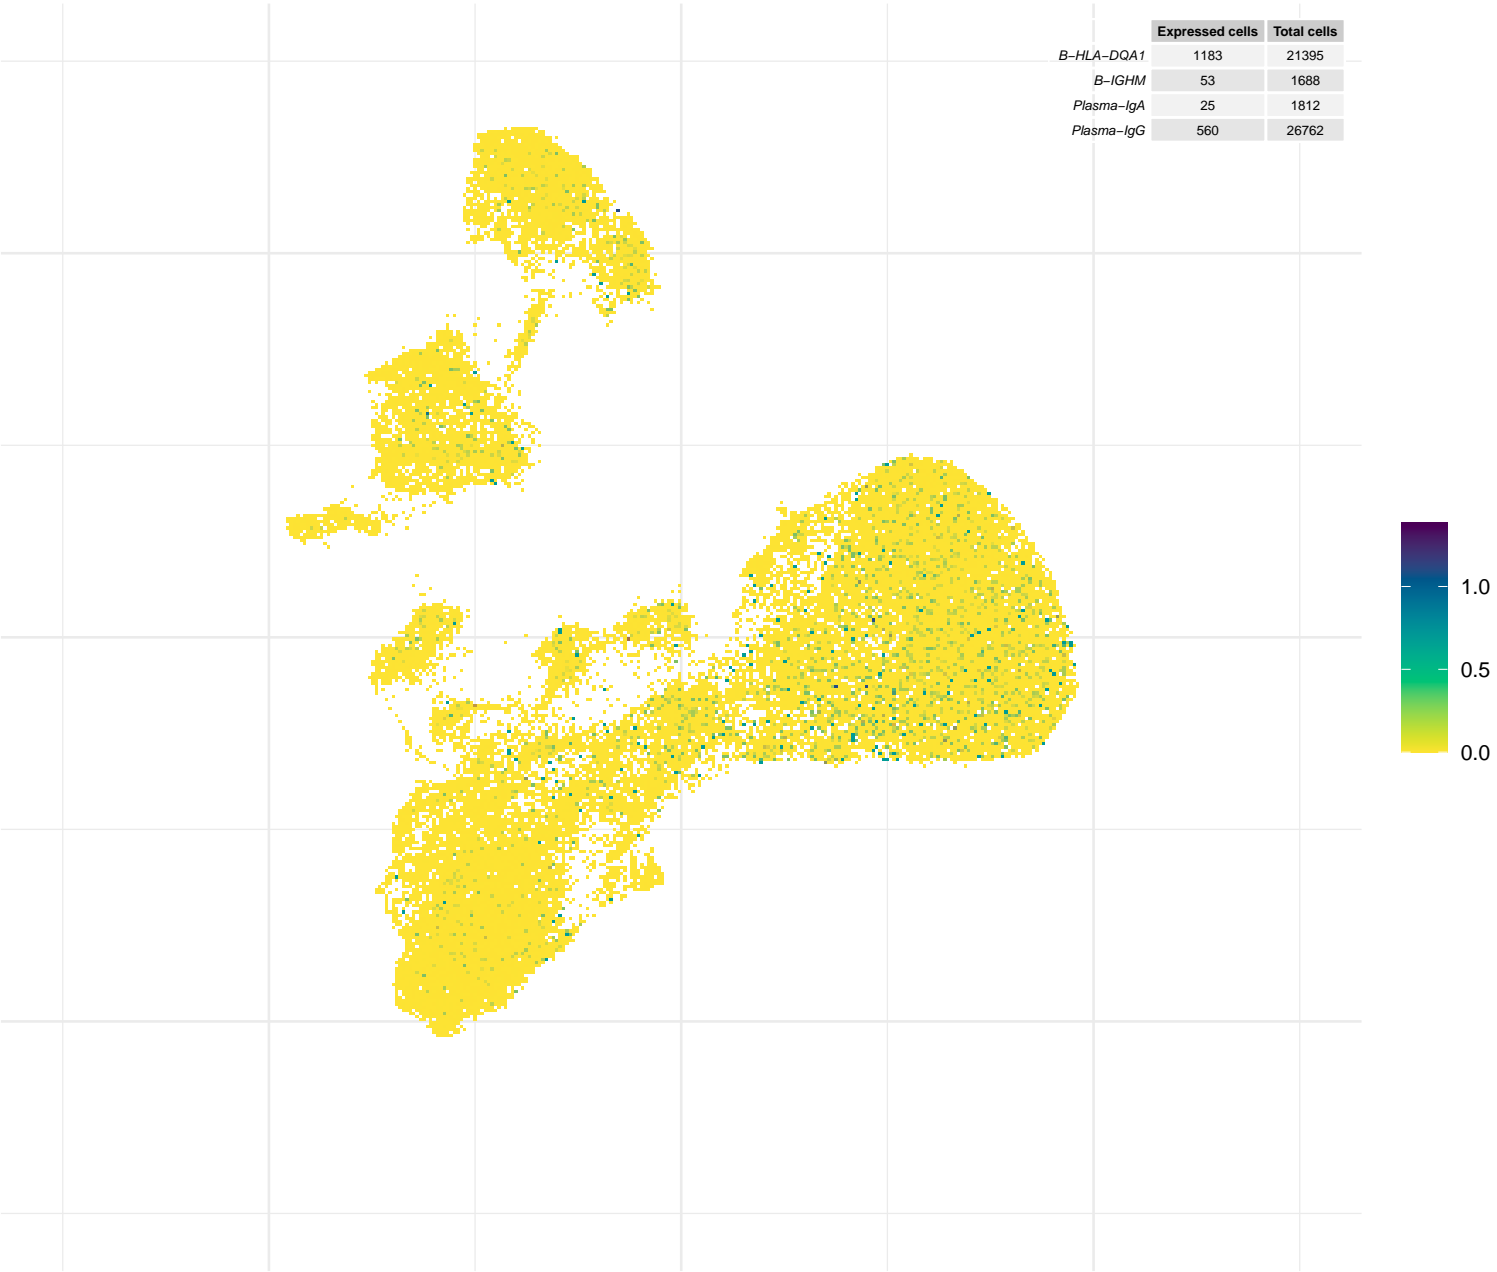 Expressed cells Total cells
B−HLA−DQA1 1183 21395
B−IGHM 53 1688
Plasma−IgA 25 1812
Plasma−IgG 560 26762
1.0
0.5
0.0